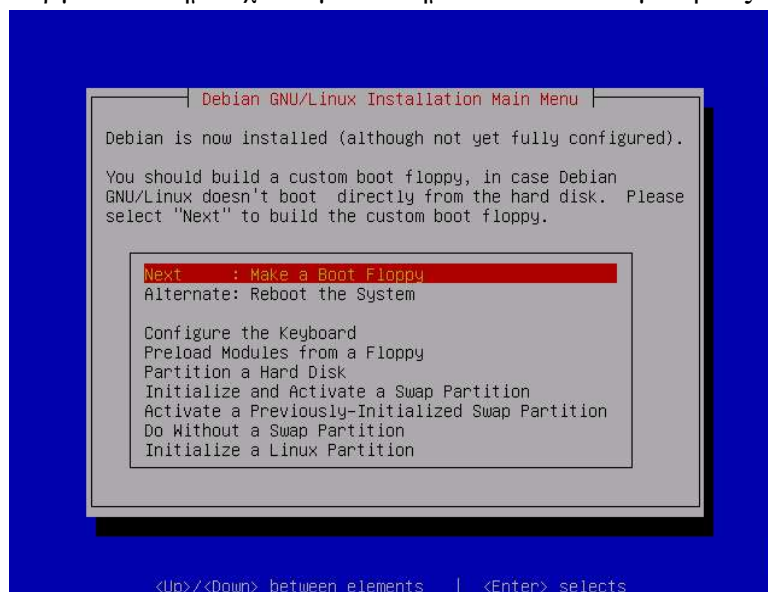 Debian GNU/Linux Installation Main Menu
Debian is now installed (although not yet fully configured).
You should build a custom boot floppy, in case Debian
GNU/Linux doesn't boot  directly from the hard disk.  Please
select "Next" to build the custom boot floppy.
Next     : Make a Boot Floppy
Alternate: Reboot the System
Configure the Keyboard
Preload Modules from a Floppy
Partition a Hard Disk
Initialize and Activate a Swap Partition
Activate a Previously-Initialized Swap Partition
Do Without a Swap Partition
Initialize a Linux Partition
<Up>/<Down> between elements   |  <Enter> selects